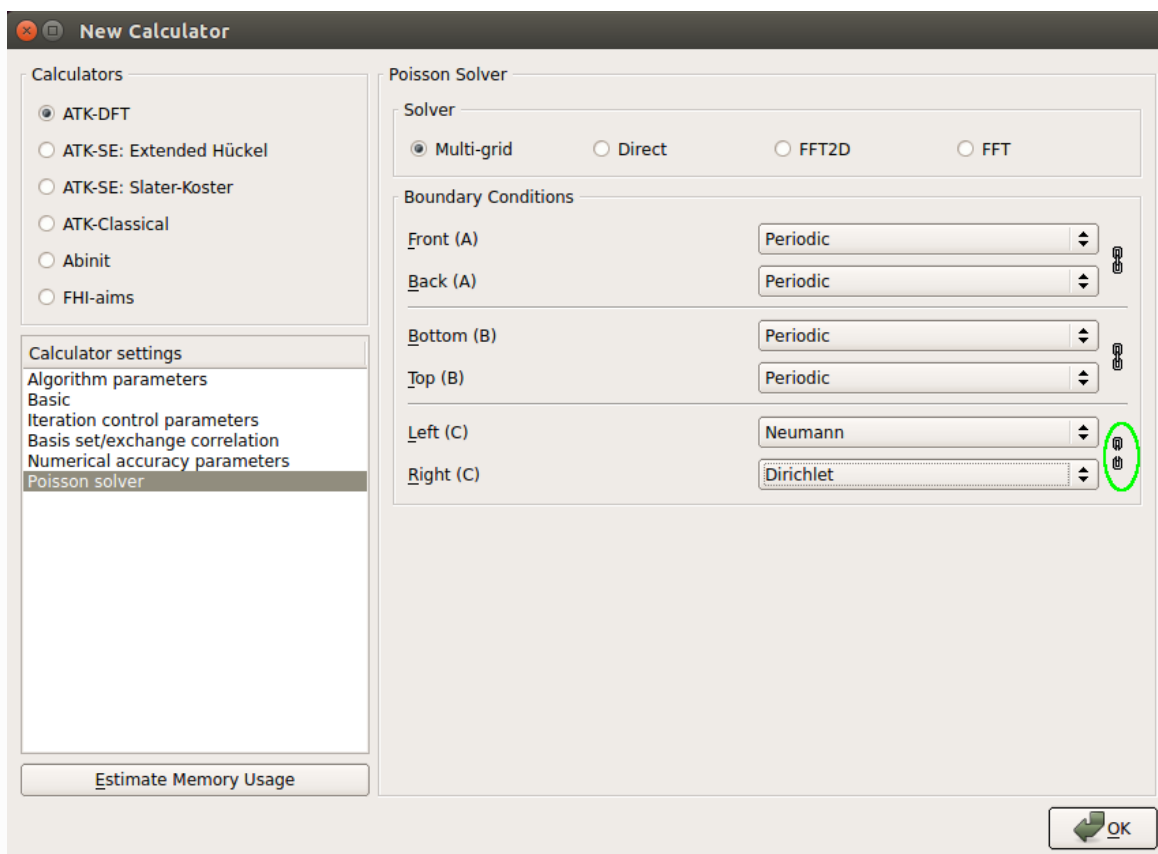 New Calculator
Calculators
ATK-DFT
ATK-SE: Extended Hückel
ATK-SE: Slater-Koster
ATK-Classical
Abinit
FHI-aims
Calculator settings
Algorithm parameters
Basic
Iteration control parameters
Basis set/exchange correlation
Numerical accuracy parameters
Poisson solver
Estimate Memory Usage
Poisson Solver
Solver
Multi-grid Direct FFT2D FFT
Boundary Conditions
Front (A) Periodic
Back (A) Periodic
Bottom (B) Periodic
Top (B) Periodic
Left (C) Neumann
Right (C) Dirichlet
OK